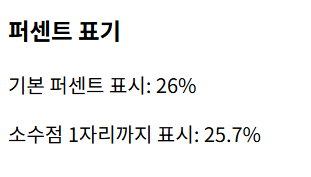 퍼센트 표기
기본 퍼센트 표시: 26%
소수점 1자리까지 표시: 25.7%